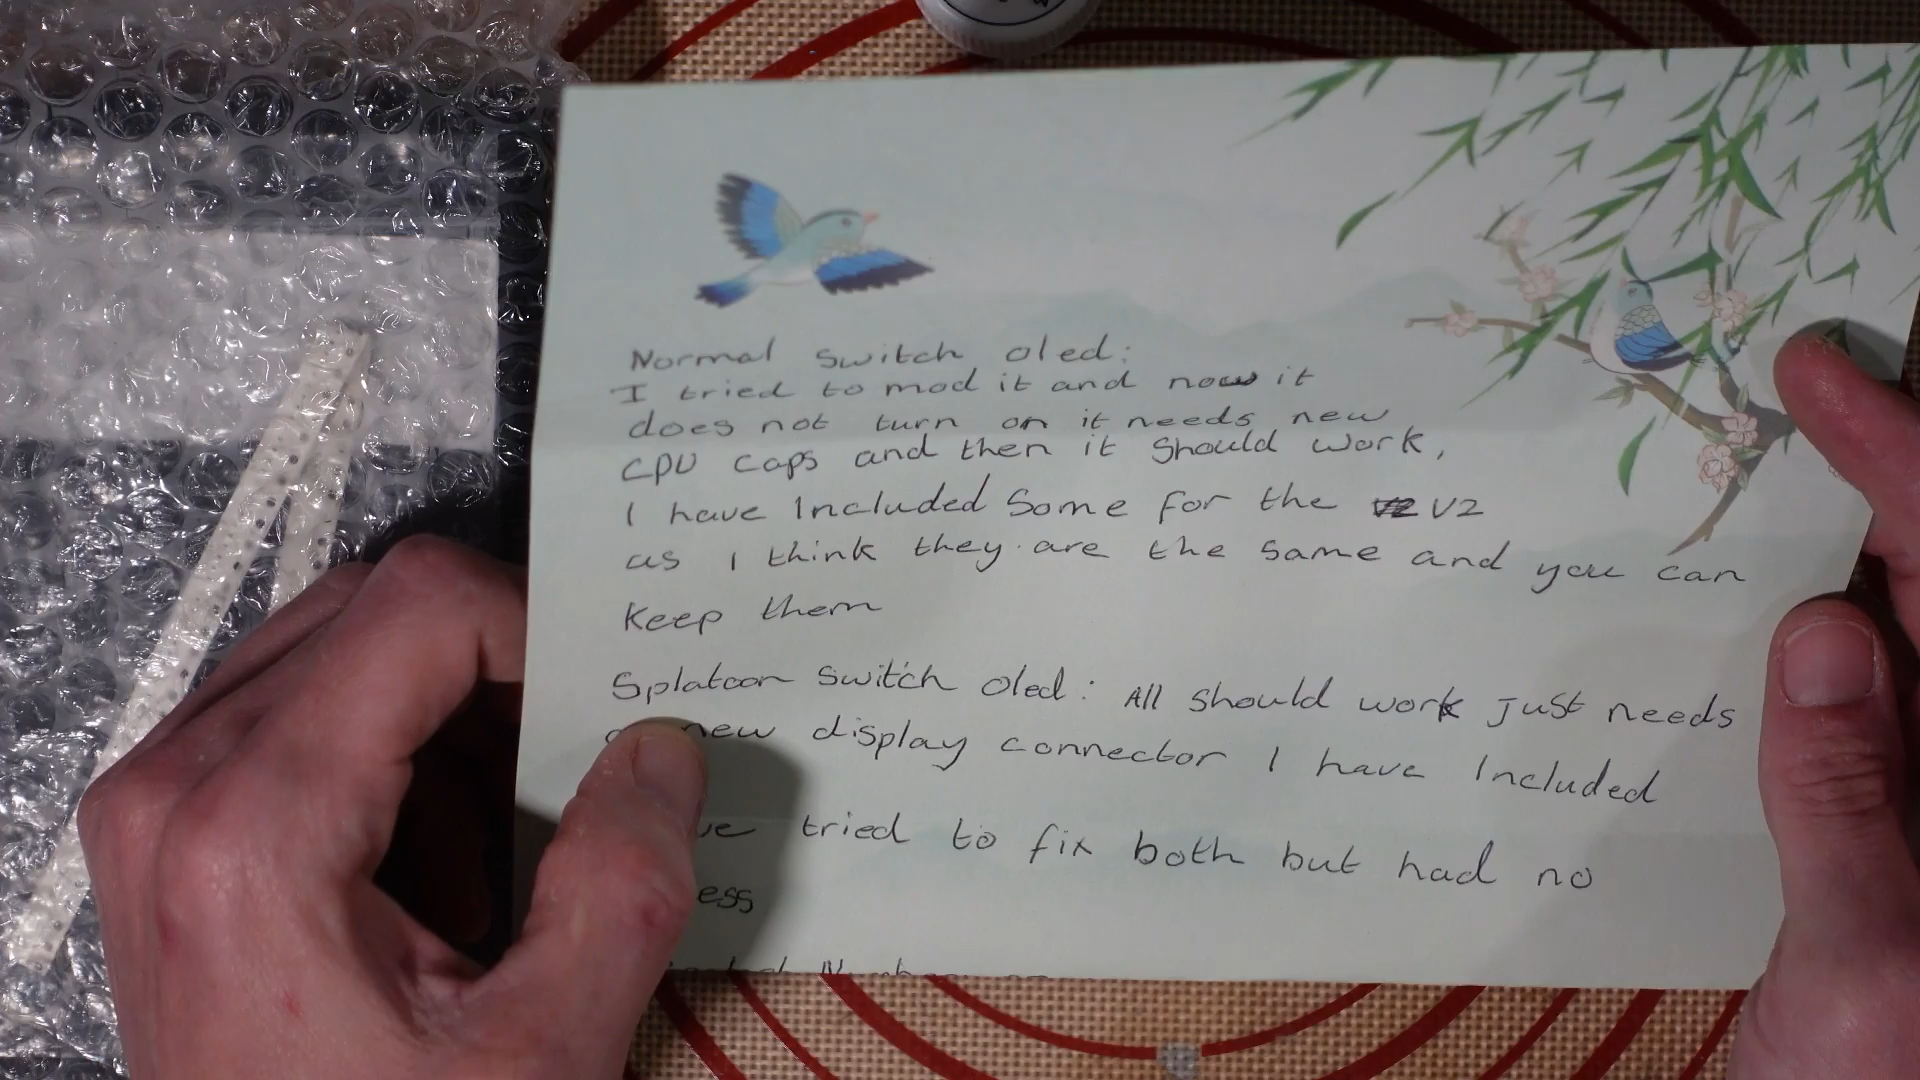 Normal Switch oled:
I tried to mod it and now it
does not turn on it needs new
CPU caps and then it should work,
I have Included Some for the V2
as I think they are the same and you can
Keep them
Splatoon Switch Oled: All should work just needs
new display connector I have Included
tried to fix both but had no